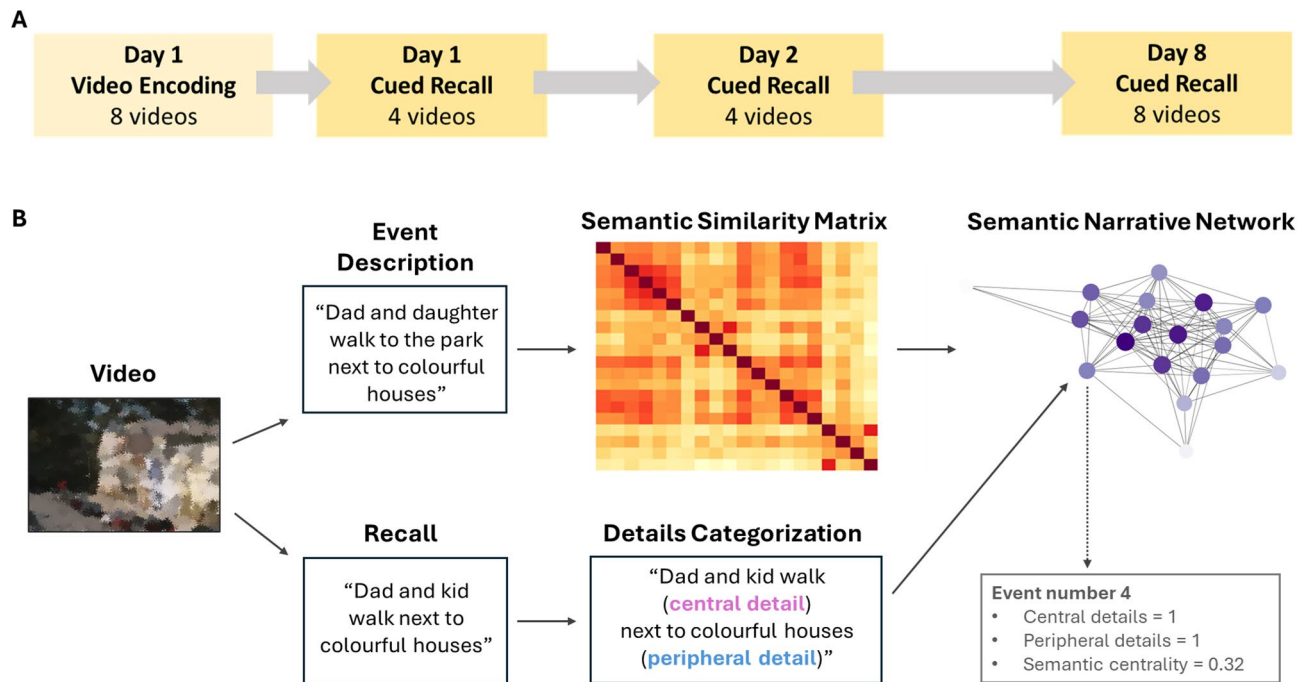 A
Day 1
Video Encoding
8 videos
Day 1
Cued Recall
4 videos
Day 2
Cued Recall
4 videos
Day 8
Cued Recall
8 videos
B
Video
Event
Description
“Dad and daughter
walk to the park
next to colourful
houses”
Semantic Similarity Matrix
Semantic Narrative Network
Recall
“Dad and kid
walk next to
colourful houses”
Details Categorization
“Dad and kid walk
(central detail)
next to colourful houses
(peripheral detail)”
Event number 4
• Central details = 1
• Peripheral details = 1
• Semantic centrality = 0.32